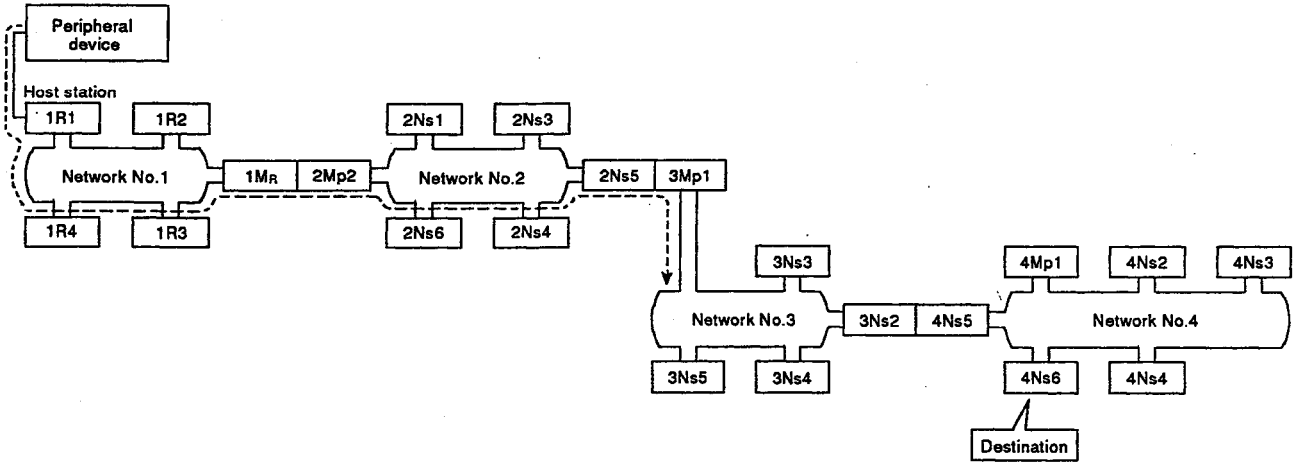 Peripheral
device
Host station
1R1
1R2
2Ns1
2Ns3
Network No.1
1MR
2Mp2
Network No.2
2Ns5
3Mp1
1R4
1R3
2Ns6
2Ns4
3Ns3
4Mp1
4Ns2
4Ns3
Network No.3
3Ns2
4Ns5
Network No.4
3Ns5
3Ns4
4Ns6
4Ns4
Destination